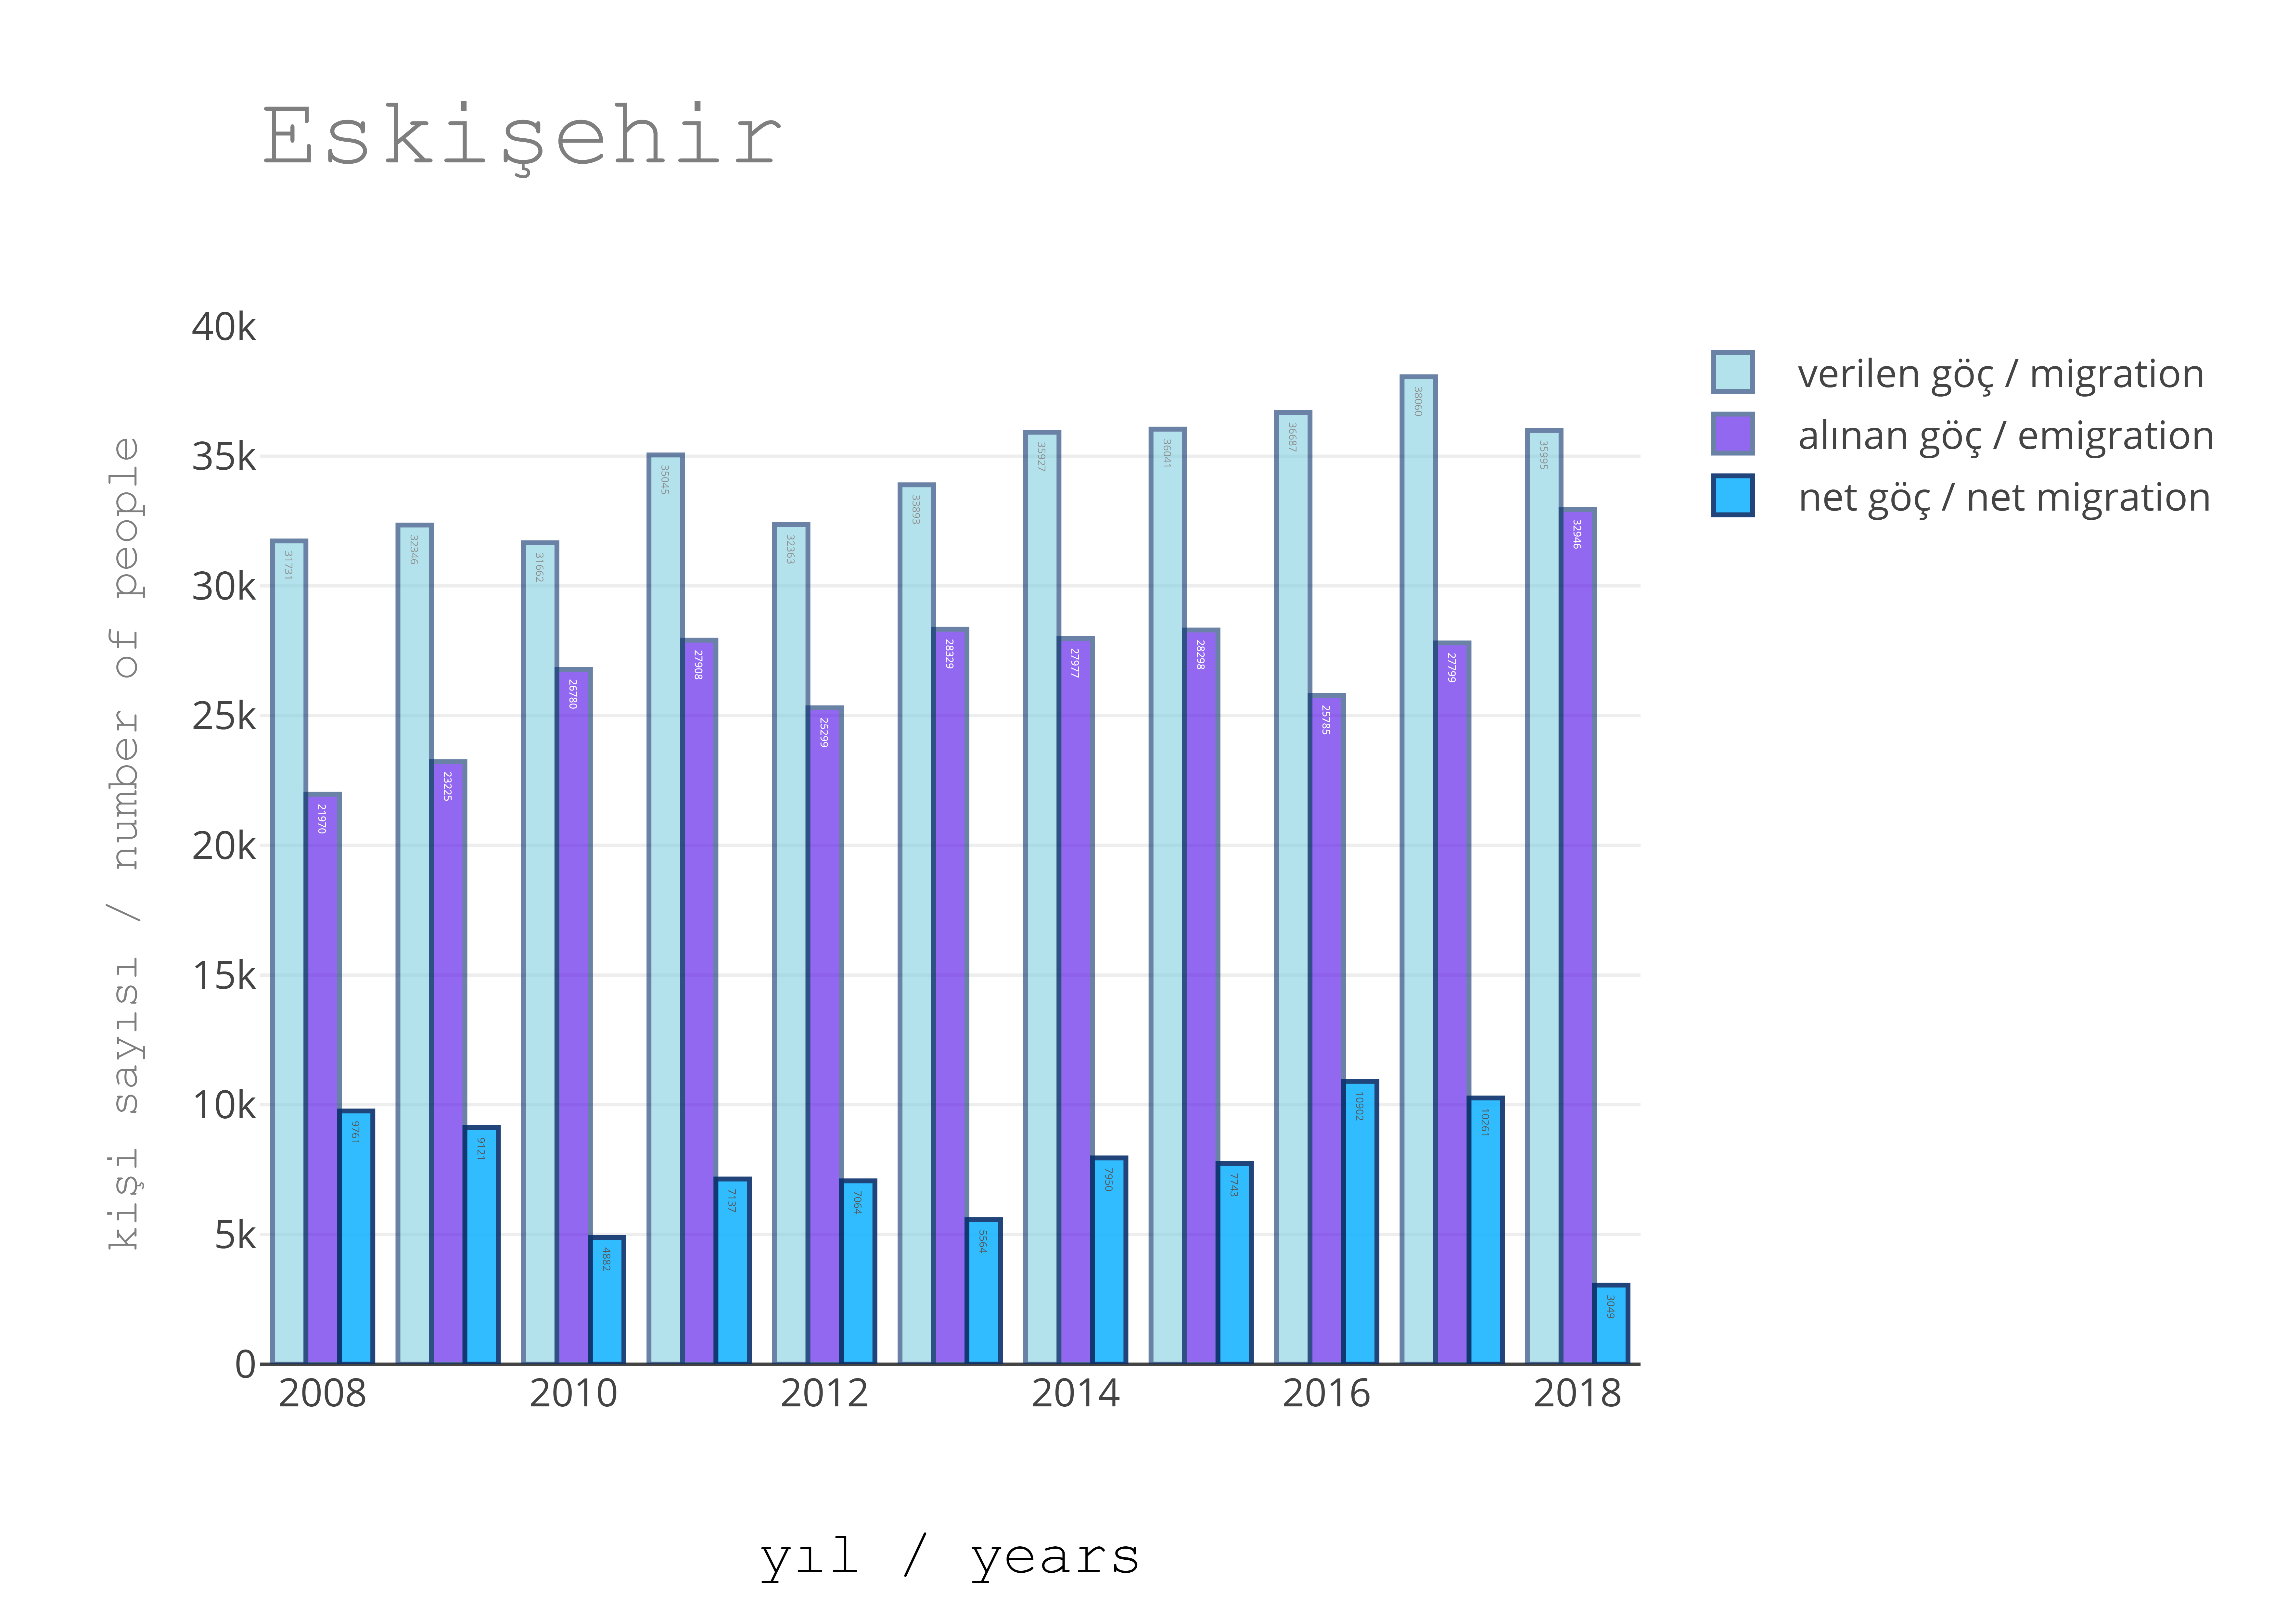 Eskişehir
40k
35k
30k
25k
20k
15k
10k
5k
0
kişi sayısı / number of people
31731
21970
9761
32346
23225
9121
31662
26780
4882
35045
27908
7137
32363
25299
7064
33893
28329
5564
35927
27977
7950
36041
28298
7743
36687
25785
10902
38060
27799
10261
35995
32946
3049
2008
2010
2012
2014
2016
2018
yıl / years
verilen göç / migration
alınan göç / emigration
net göç / net migration